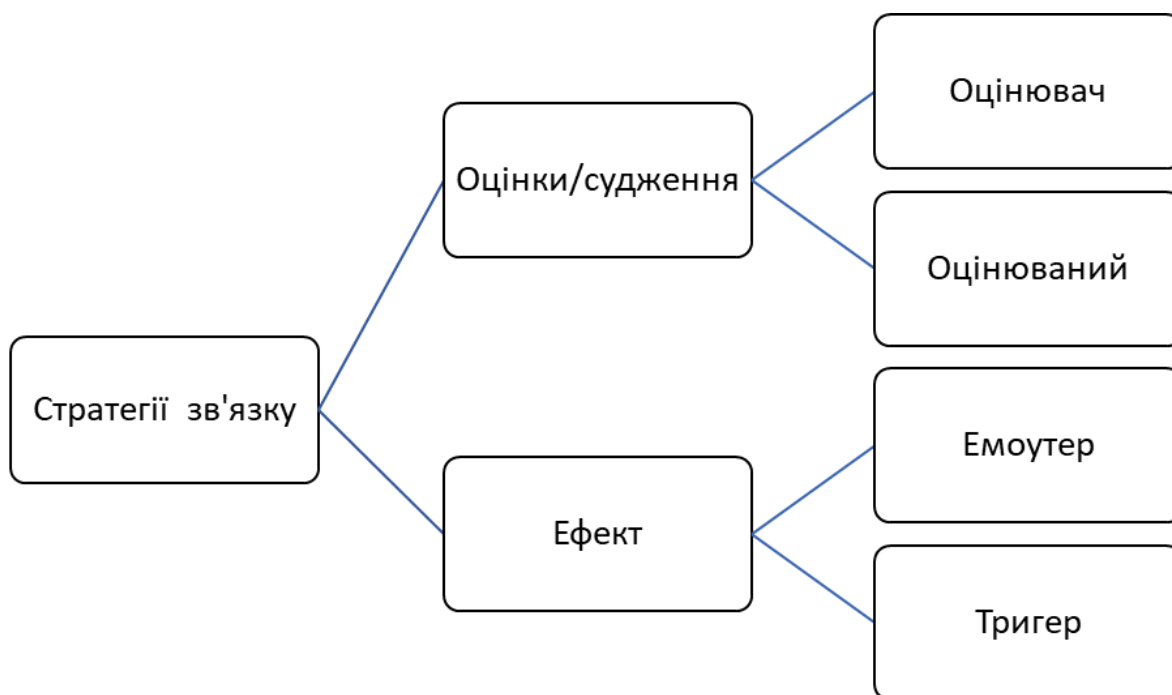 Стратегії зв'язку
Оцінки/судження
Оцінювач
Оцінюваний
Ефект
Емоутер
Тригер